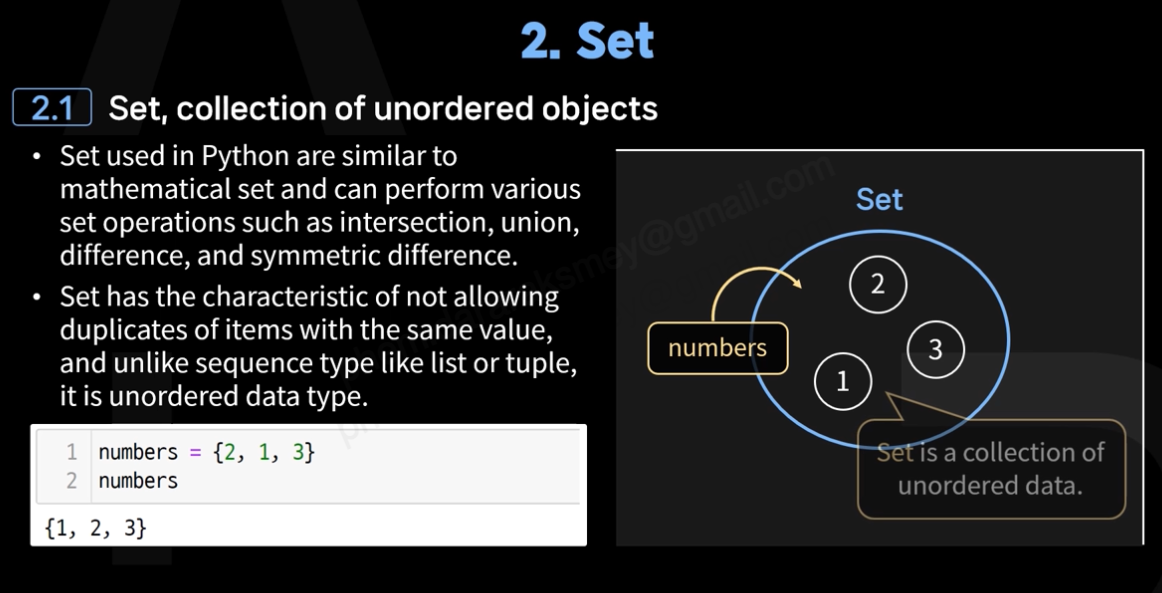 2. Set
2.1 Set, collection of unordered objects
• Set used in Python are similar to
mathematical set and can perform various
set operations such as intersection, union,
difference, and symmetric difference.
• Set has the characteristic of not allowing
duplicates of items with the same value,
and unlike sequence type like list or tuple,
it is unordered data type.
1 numbers = {2, 1, 3}
2 numbers
{1, 2, 3}
Set
2
numbers
3
1
Set is a collection of
unordered data.